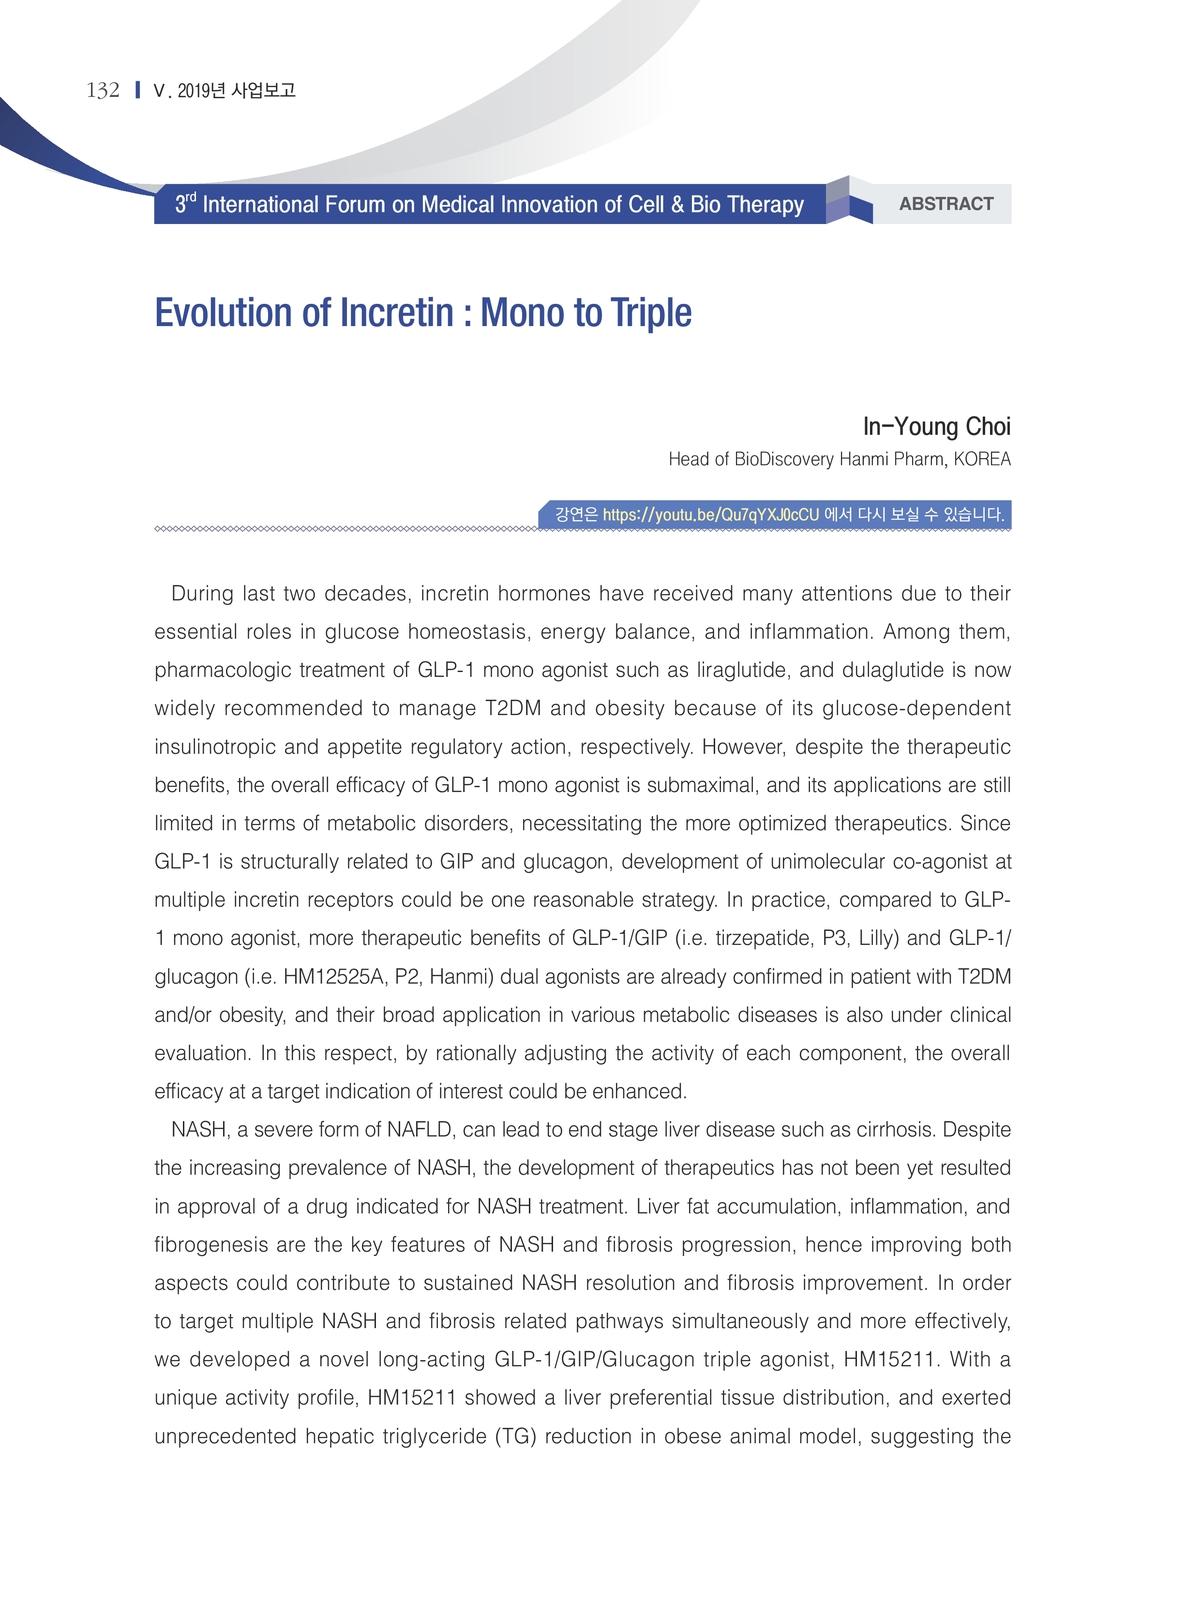 132 Ⅴ. 2019년 사업보고
3rd International Forum on Medical Innovation of Cell & Bio Therapy
ABSTRACT
Evolution of Incretin : Mono to Triple
In-Young Choi
Head of BioDiscovery Hanmi Pharm, KOREA
강연은 https://youtu.be/Qu7qYXJ0cCU 에서 다시 보실 수 있습니다.
During last two decades, incretin hormones have received many attentions due to their
essential roles in glucose homeostasis, energy balance, and inflammation. Among them,
pharmacologic treatment of GLP-1 mono agonist such as liraglutide, and dulaglutide is now
widely recommended to manage T2DM and obesity because of its glucose-dependent
insulinotropic and appetite regulatory action, respectively. However, despite the therapeutic
benefits, the overall efficacy of GLP-1 mono agonist is submaximal, and its applications are still
limited in terms of metabolic disorders, necessitating the more optimized therapeutics. Since
GLP-1 is structurally related to GIP and glucagon, development of unimolecular co-agonist at
multiple incretin receptors could be one reasonable strategy. In practice, compared to GLP-
1 mono agonist, more therapeutic benefits of GLP-1/GIP (i.e. tirzepatide, P3, Lilly) and GLP-1/
glucagon (i.e. HM12525A, P2, Hanmi) dual agonists are already confirmed in patient with T2DM
and/or obesity, and their broad application in various metabolic diseases is also under clinical
evaluation. In this respect, by rationally adjusting the activity of each component, the overall
efficacy at a target indication of interest could be enhanced.
NASH, a severe form of NAFLD, can lead to end stage liver disease such as cirrhosis. Despite
the increasing prevalence of NASH, the development of therapeutics has not been yet resulted
in approval of a drug indicated for NASH treatment. Liver fat accumulation, inflammation, and
fibrogenesis are the key features of NASH and fibrosis progression, hence improving both
aspects could contribute to sustained NASH resolution and fibrosis improvement. In order
to target multiple NASH and fibrosis related pathways simultaneously and more effectively,
we developed a novel long-acting GLP-1/GIP/Glucagon triple agonist, HM15211. With a
unique activity profile, HM15211 showed a liver preferential tissue distribution, and exerted
unprecedented hepatic triglyceride (TG) reduction in obese animal model, suggesting the